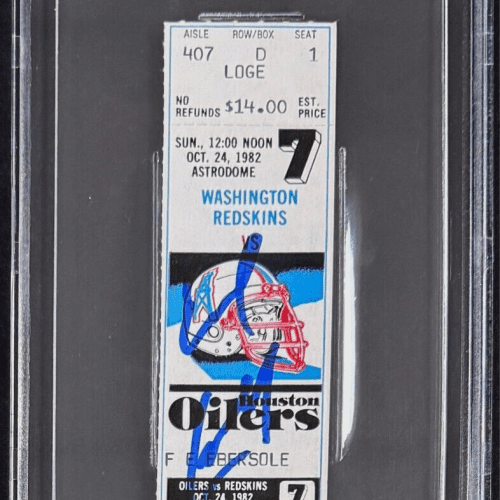 AISLE ROW/BOX SEAT
407 D 1
LOGE
NO REFUNDS $14.00 EST. PRICE
SUN., 12:00 NOON
OCT. 24, 1982
ASTRODOME
7
WASHINGTON
REDSKINS
VS
Houston
Oilers
F E EBERSOLE
OILERS vs REDSKINS
OCT. 24, 1982
7